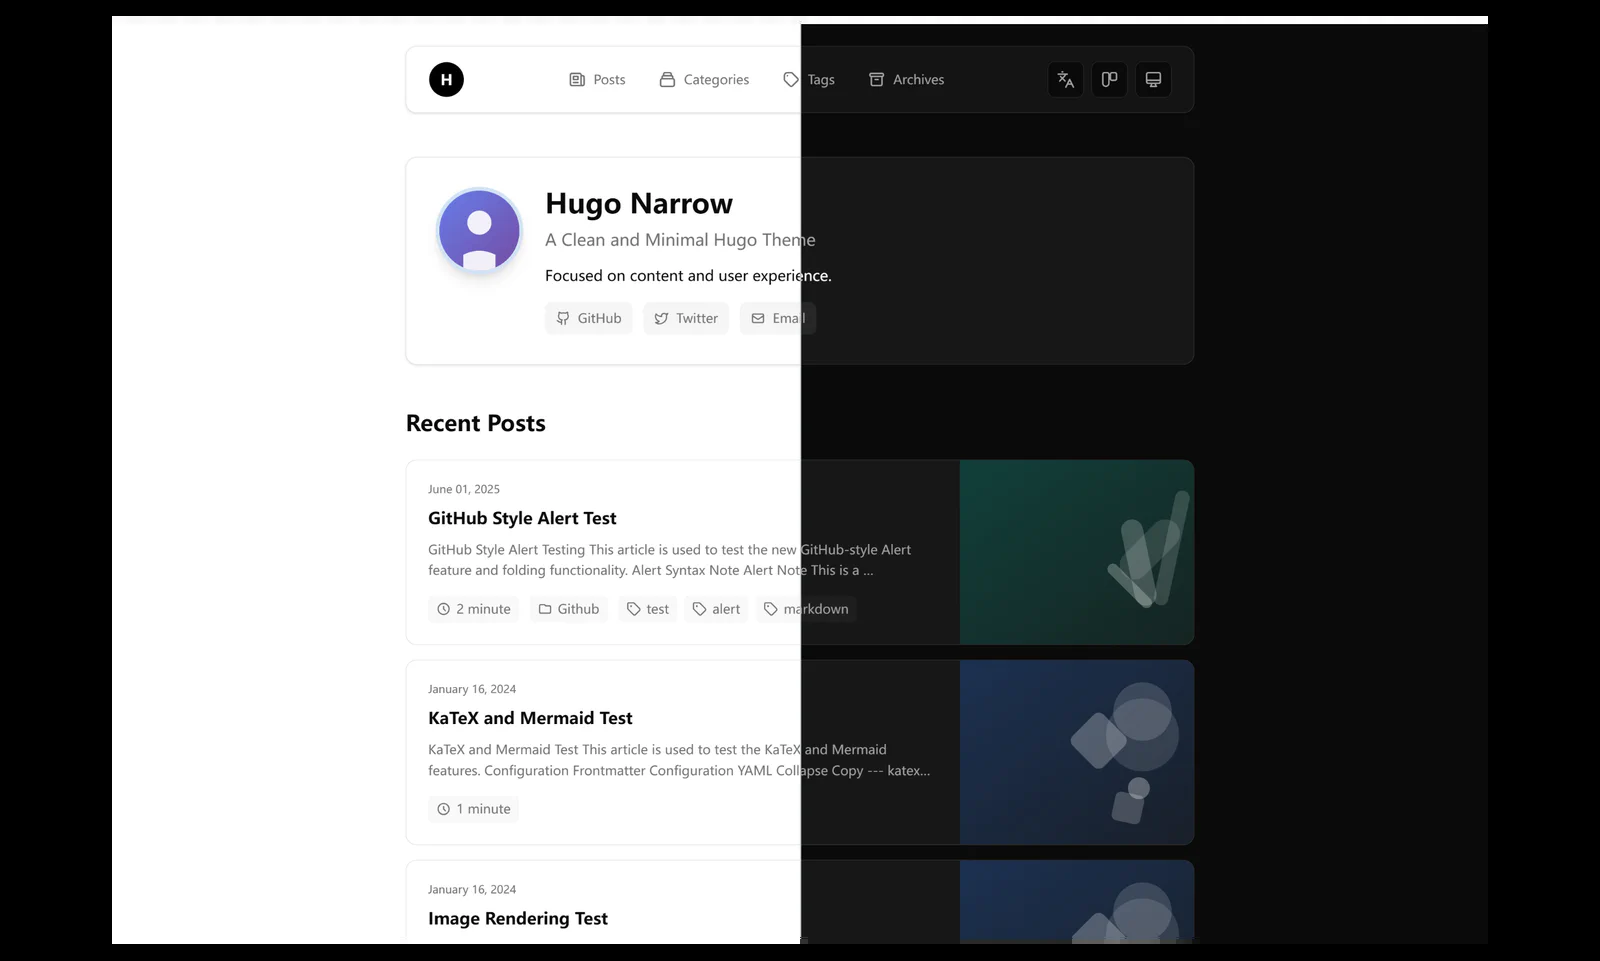 H Posts Categories Tags Archives
Hugo Narrow
A Clean and Minimal Hugo Theme
Focused on content and user experience.
GitHub Twitter Email
Recent Posts
June 01, 2025
GitHub Style Alert Test
GitHub Style Alert Testing This article is used to test the new GitHub-style Alert
feature and folding functionality. Alert Syntax Note Alert Note This is a ...
2 minute Github test alert markdown
January 16, 2024
KaTeX and Mermaid Test
KaTeX and Mermaid Test This article is used to test the KaTeX and Mermaid
features. Configuration Frontmatter Configuration YAML Collapse Copy --- katex...
1 minute
January 16, 2024
Image Rendering Test